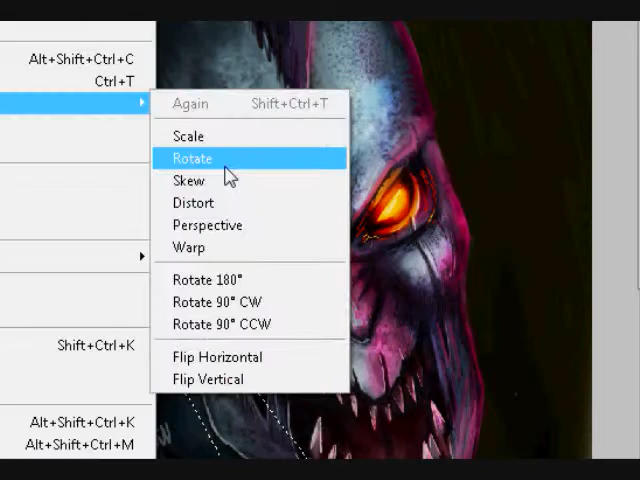 Alt+Shift+Ctrl+C
Ctrl+T
Again Shift+Ctrl+T
Scale
Rotate
Skew
Distort
Perspective
Warp
Rotate 180°
Rotate 90° CW
Rotate 90° CCW
Shift+Ctrl+K
Flip Horizontal
Flip Vertical
Alt+Shift+Ctrl+K
Alt+Shift+Ctrl+M